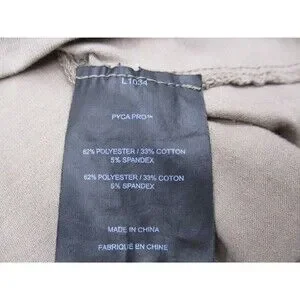 L1034
PYCA PRO™
62% POLYESTER / 33% COTTON
5% SPANDEX
62% POLYESTER / 33% COTON
5% SPANDEX
MADE IN CHINA
FABRIQUÉ EN CHINE